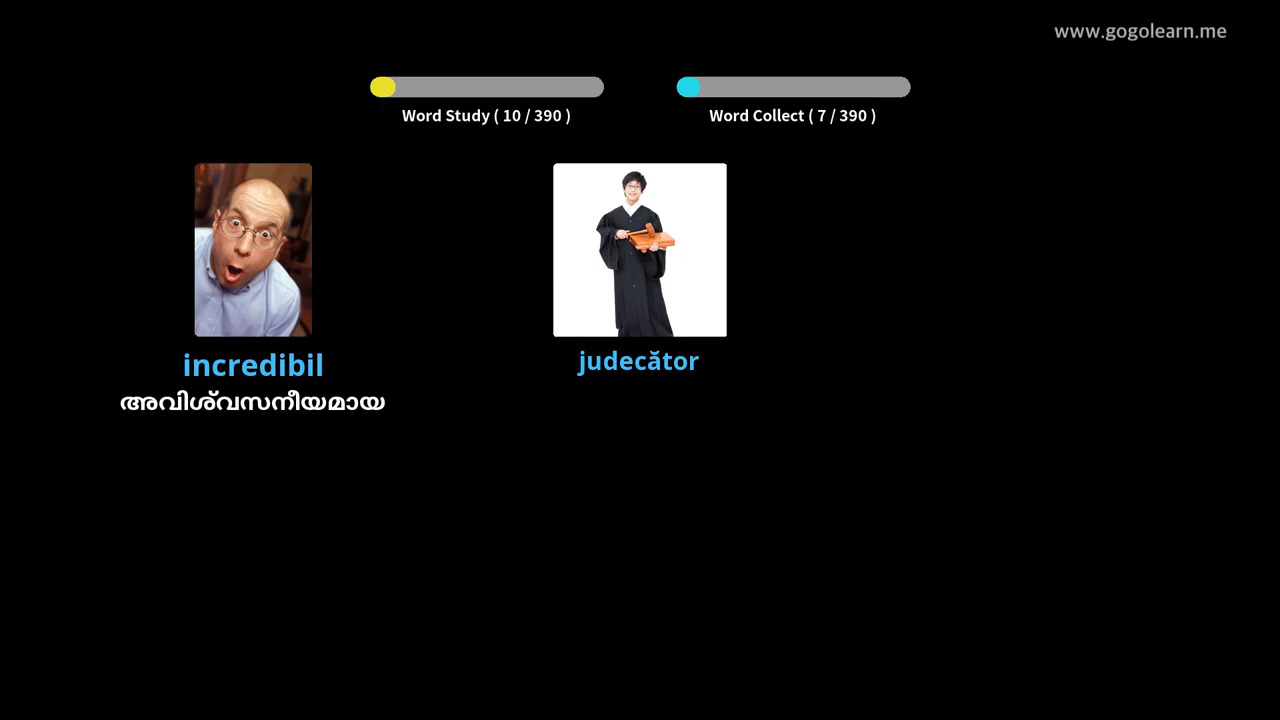 www.gogolearn.me
Word Study ( 10 / 390 )
Word Collect ( 7 / 390 )
incredibil
അവിശ്വസനീയമായ
judecător